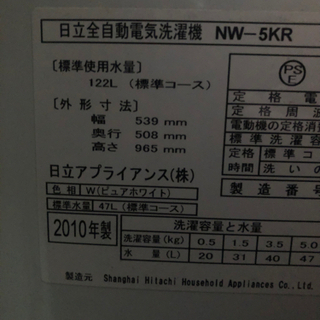 日立全自動電気洗濯機 NW-5KR
[標準使用水量]
122L (標準コース)
[外形寸法]
幅 539 mm
奥行 508 mm
高さ 965 mm
日立アプライアンス(株)
色相 W(ピュアホワイト)
標準水量 47L(標準コース)
2010年製
洗濯容量と水量
洗濯容量(kg) 0.5 1.5 3.5 5.0
水量(L) 20 31 40 47
製造元 Shanghai Hitachi Household Appliances Co., Ltd.
PS
E
定格電
定格周
電動機の定格消
標準洗濯容
定格 標準コ
時間 洗いの
製造番号